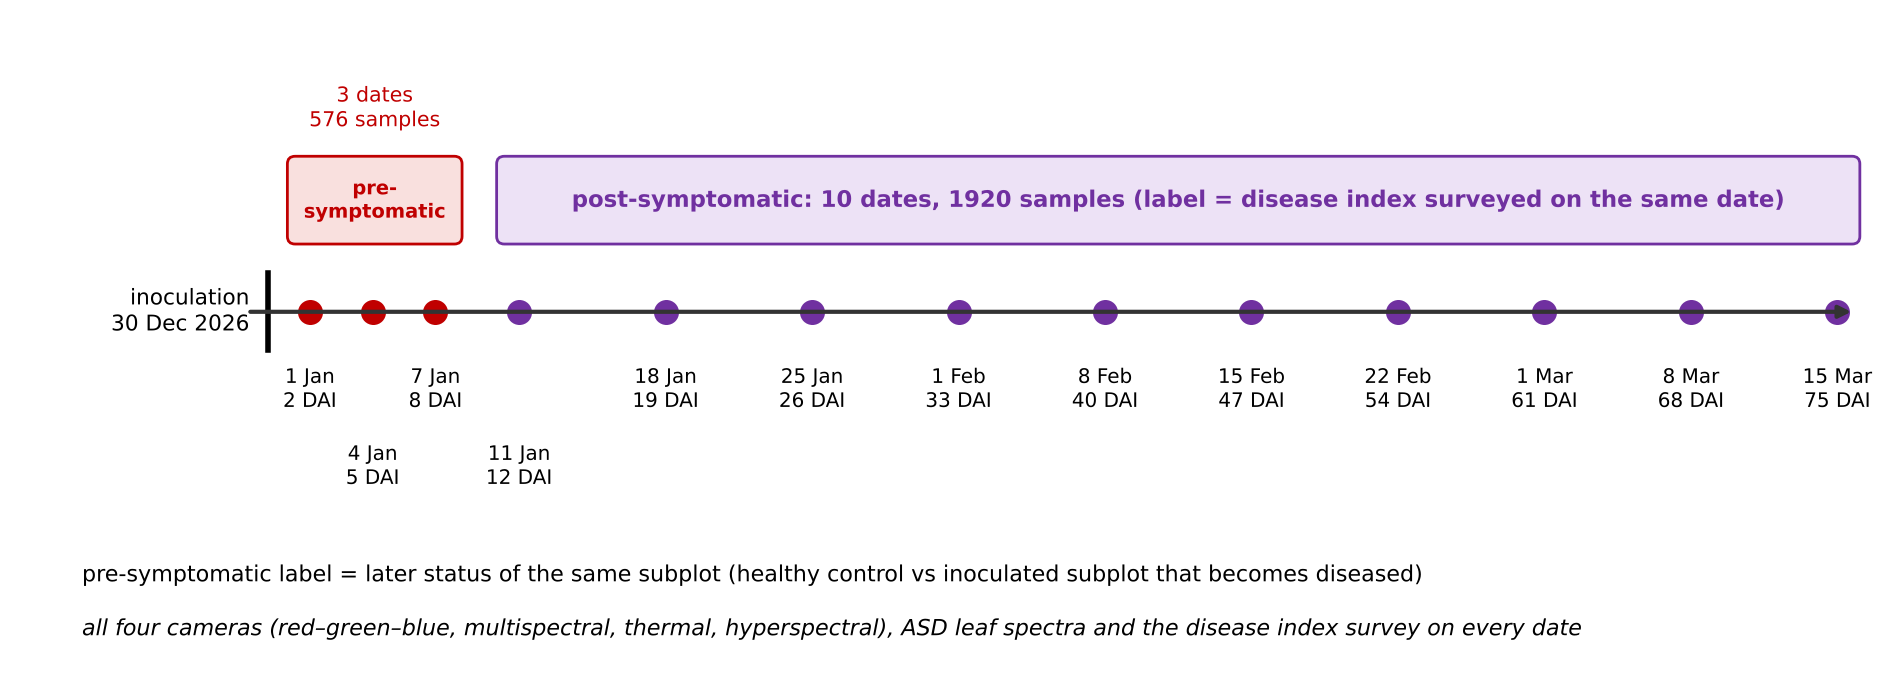 3 dates
576 samples
pre-
symptomatic
post-symptomatic: 10 dates, 1920 samples (label = disease index surveyed on the same date)
inoculation
30 Dec 2026
1 Jan
2 DAI
4 Jan
5 DAI
7 Jan
8 DAI
11 Jan
12 DAI
18 Jan
19 DAI
25 Jan
26 DAI
1 Feb
33 DAI
8 Feb
40 DAI
15 Feb
47 DAI
22 Feb
54 DAI
1 Mar
61 DAI
8 Mar
68 DAI
15 Mar
75 DAI
pre-symptomatic label = later status of the same subplot (healthy control vs inoculated subplot that becomes diseased)
all four cameras (red–green–blue, multispectral, thermal, hyperspectral), ASD leaf spectra and the disease index survey on every date